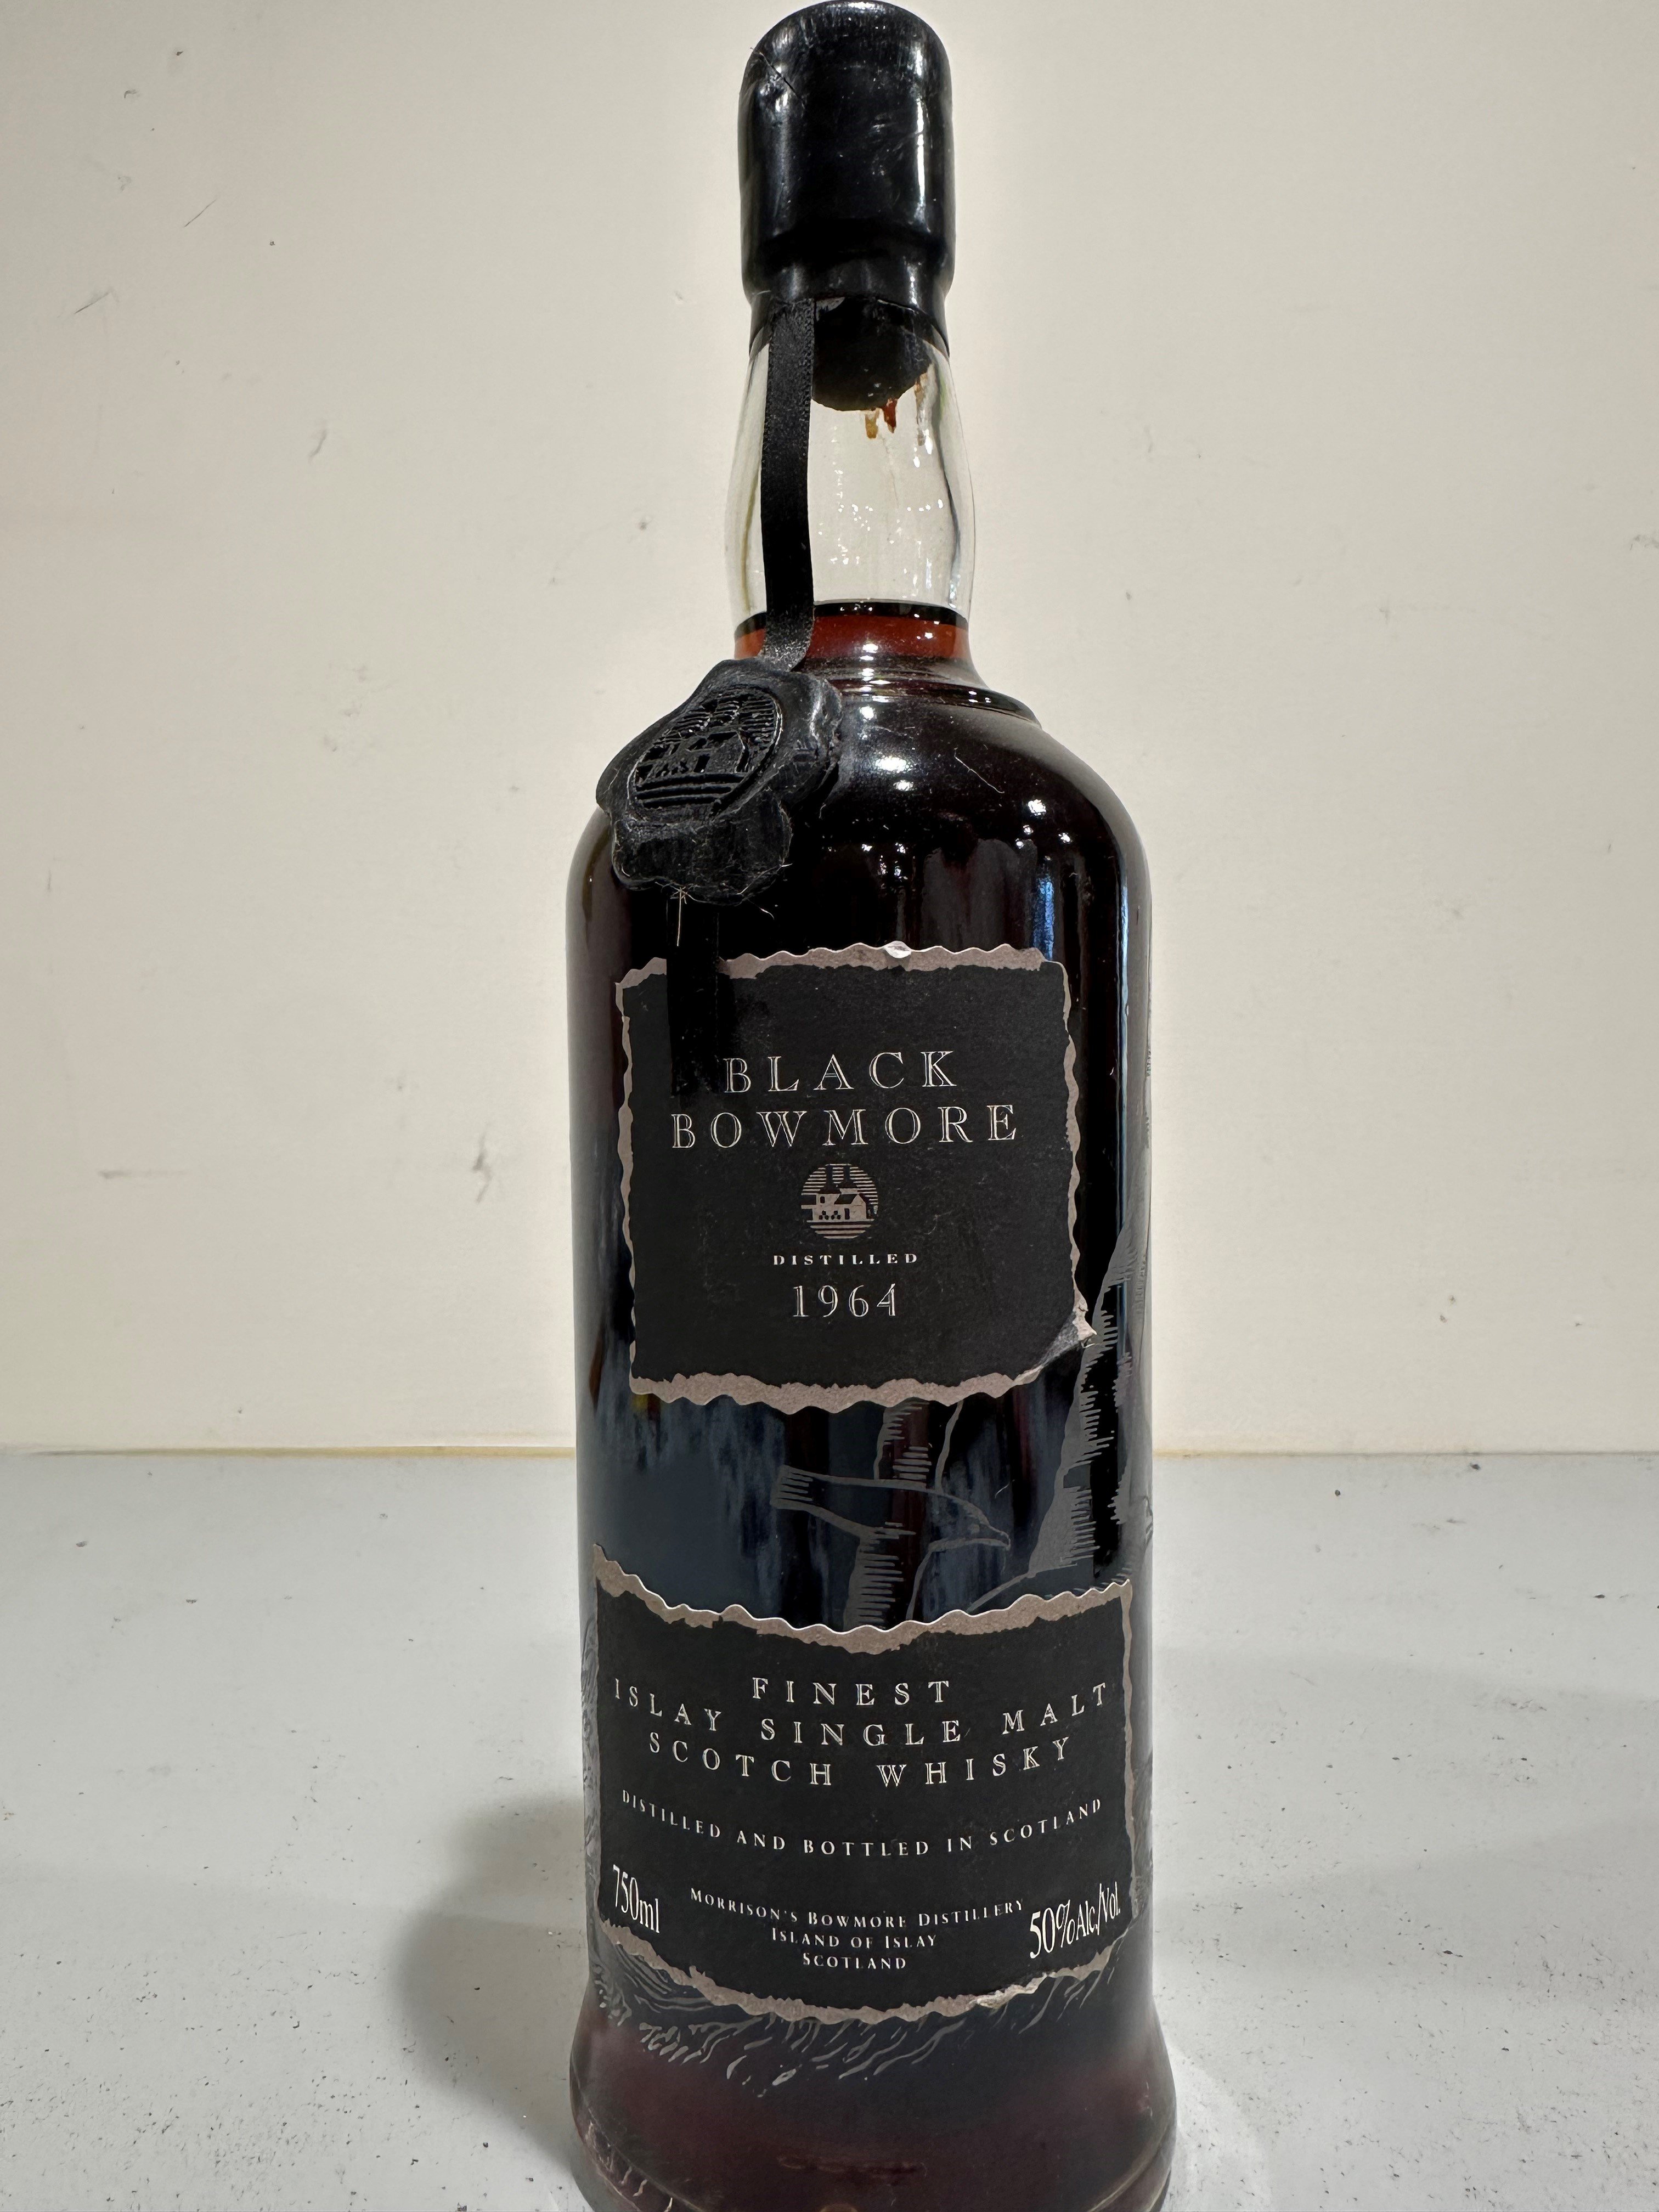 BLACK
BOWMORE
DISTILLED
1964
FINEST
ISLAY SINGLE MALT
SCOTCH WHISKY
DISTILLED AND BOTTLED IN SCOTLAND
750ml
MORRISON'S BOWMORE DISTILLERY
ISLAND OF ISLAY
SCOTLAND
50%Alc./Vol.